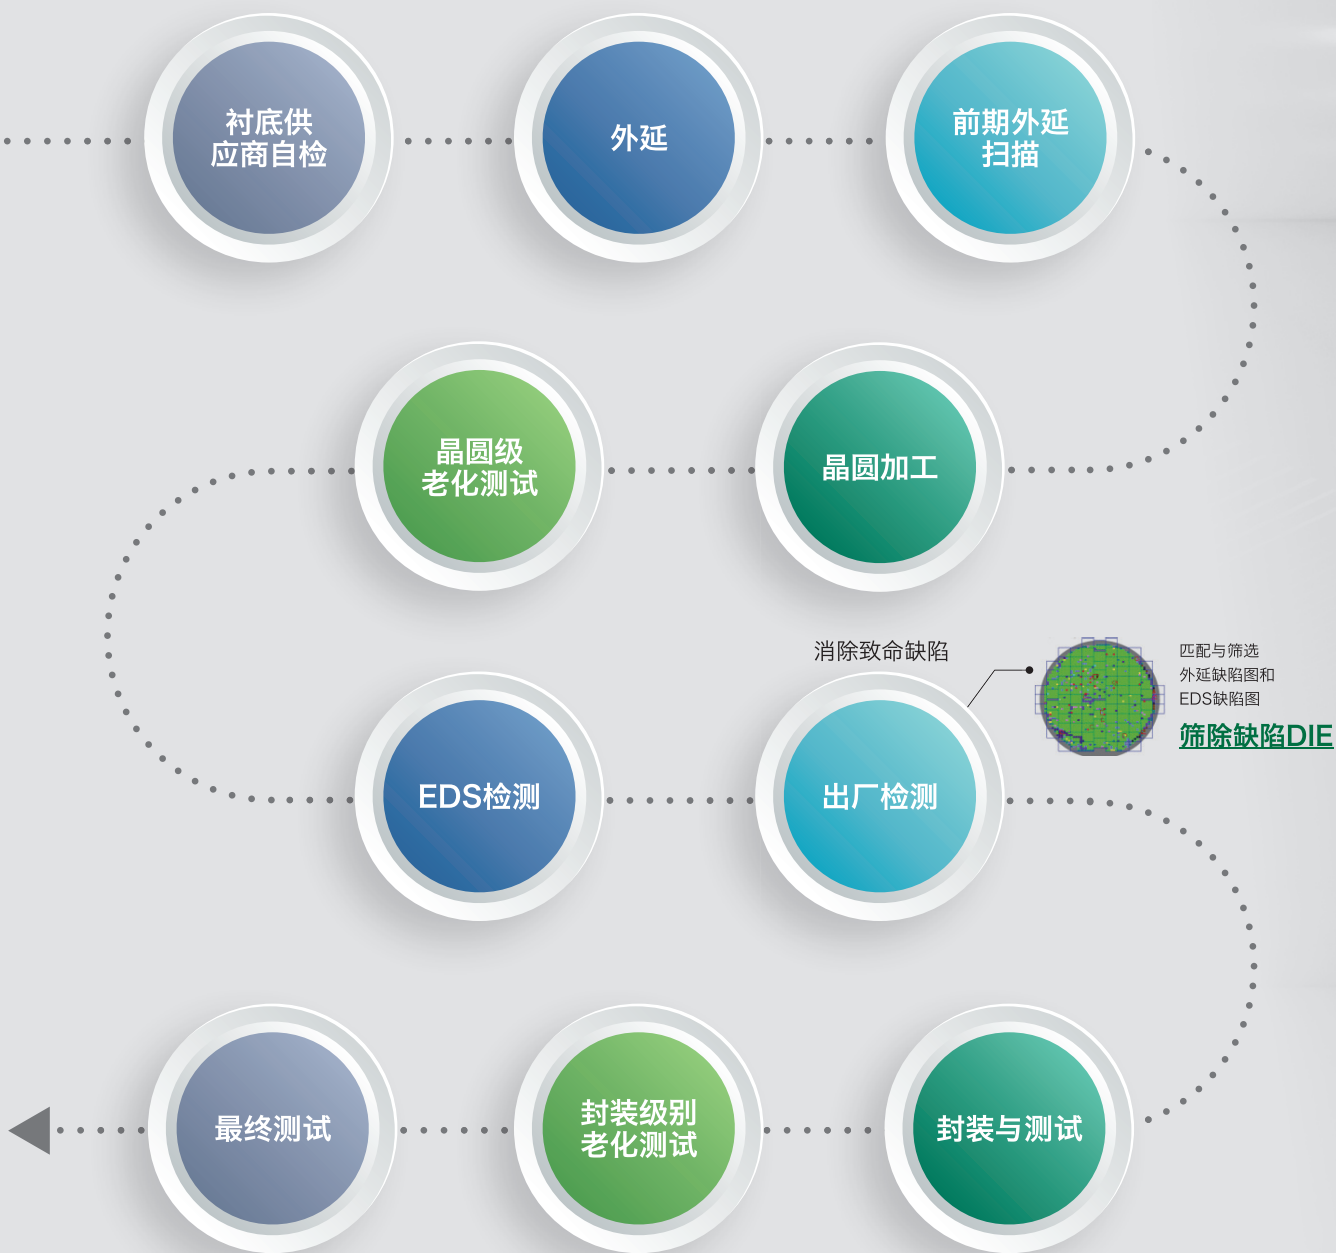 衬底供
应商自检
外延
前期外延
扫描
晶圆级
老化测试
晶圆加工
消除致命缺陷
匹配与筛选
外延缺陷图和
EDS缺陷图
筛除缺陷DIE
EDS检测
出厂检测
最终测试
封装级别
老化测试
封装与测试